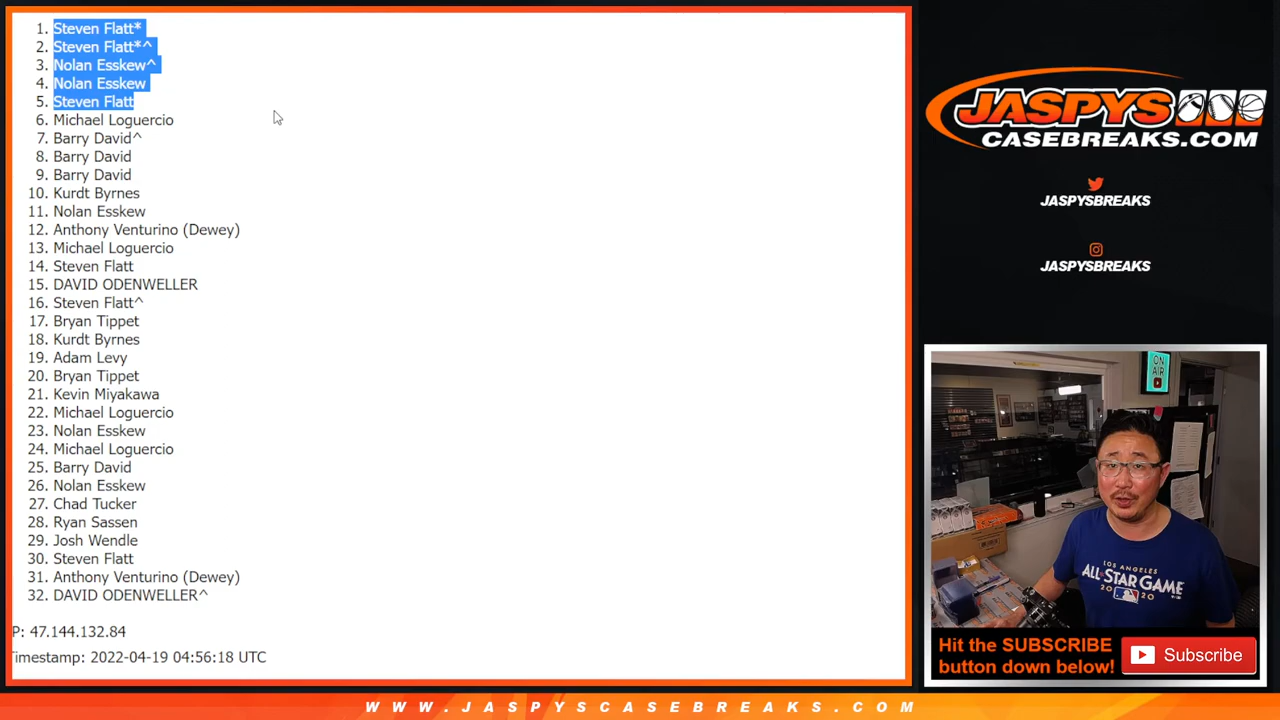 1. Steven Flatt*
2. Steven Flatt*^
3. Nolan Esskew^
4. Nolan Esskew
5. Steven Flatt
6. Michael Loguercio
7. Barry David^
8. Barry David
9. Barry David
10. Kurdt Byrnes
11. Nolan Esskew
12. Anthony Venturino (Dewey)
13. Michael Loguercio
14. Steven Flatt
15. DAVID ODENWELLER
16. Steven Flatt^
17. Bryan Tippet
18. Kurdt Byrnes
19. Adam Levy
20. Bryan Tippet
21. Kevin Miyakawa
22. Michael Loguercio
23. Nolan Esskew
24. Michael Loguercio
25. Barry David
26. Nolan Esskew
27. Chad Tucker
28. Ryan Sassen
29. Josh Wendle
30. Steven Flatt
31. Anthony Venturino (Dewey)
32. DAVID ODENWELLER^
P: 47.144.132.84
imestamp: 2022-04-19 04:56:18 UTC
JASPYS
CASEBREAKS.COM
JASPYSBREAKS
JASPYSBREAKS
ON
AIR
LOS ANGELES
ALL-STAR GAME
2020
Hit the SUBSCRIBE
button down below!
Subscribe
WWW.JASPYSCASEBREAKS.COM